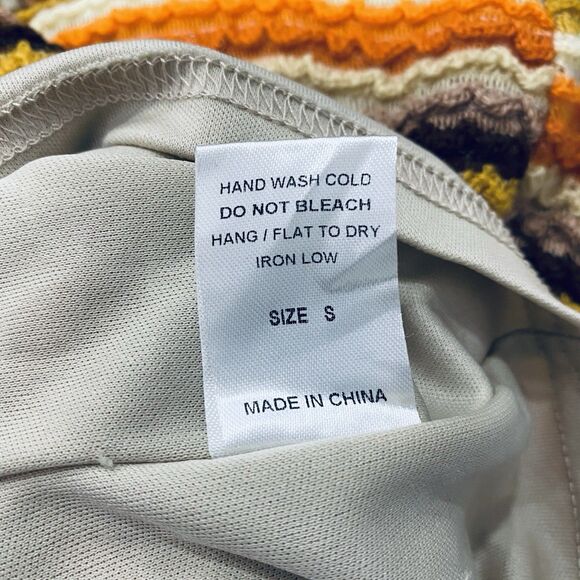 HAND WASH COLD
DO NOT BLEACH
HANG / FLAT TO DRY
IRON LOW
SIZE S
MADE IN CHINA